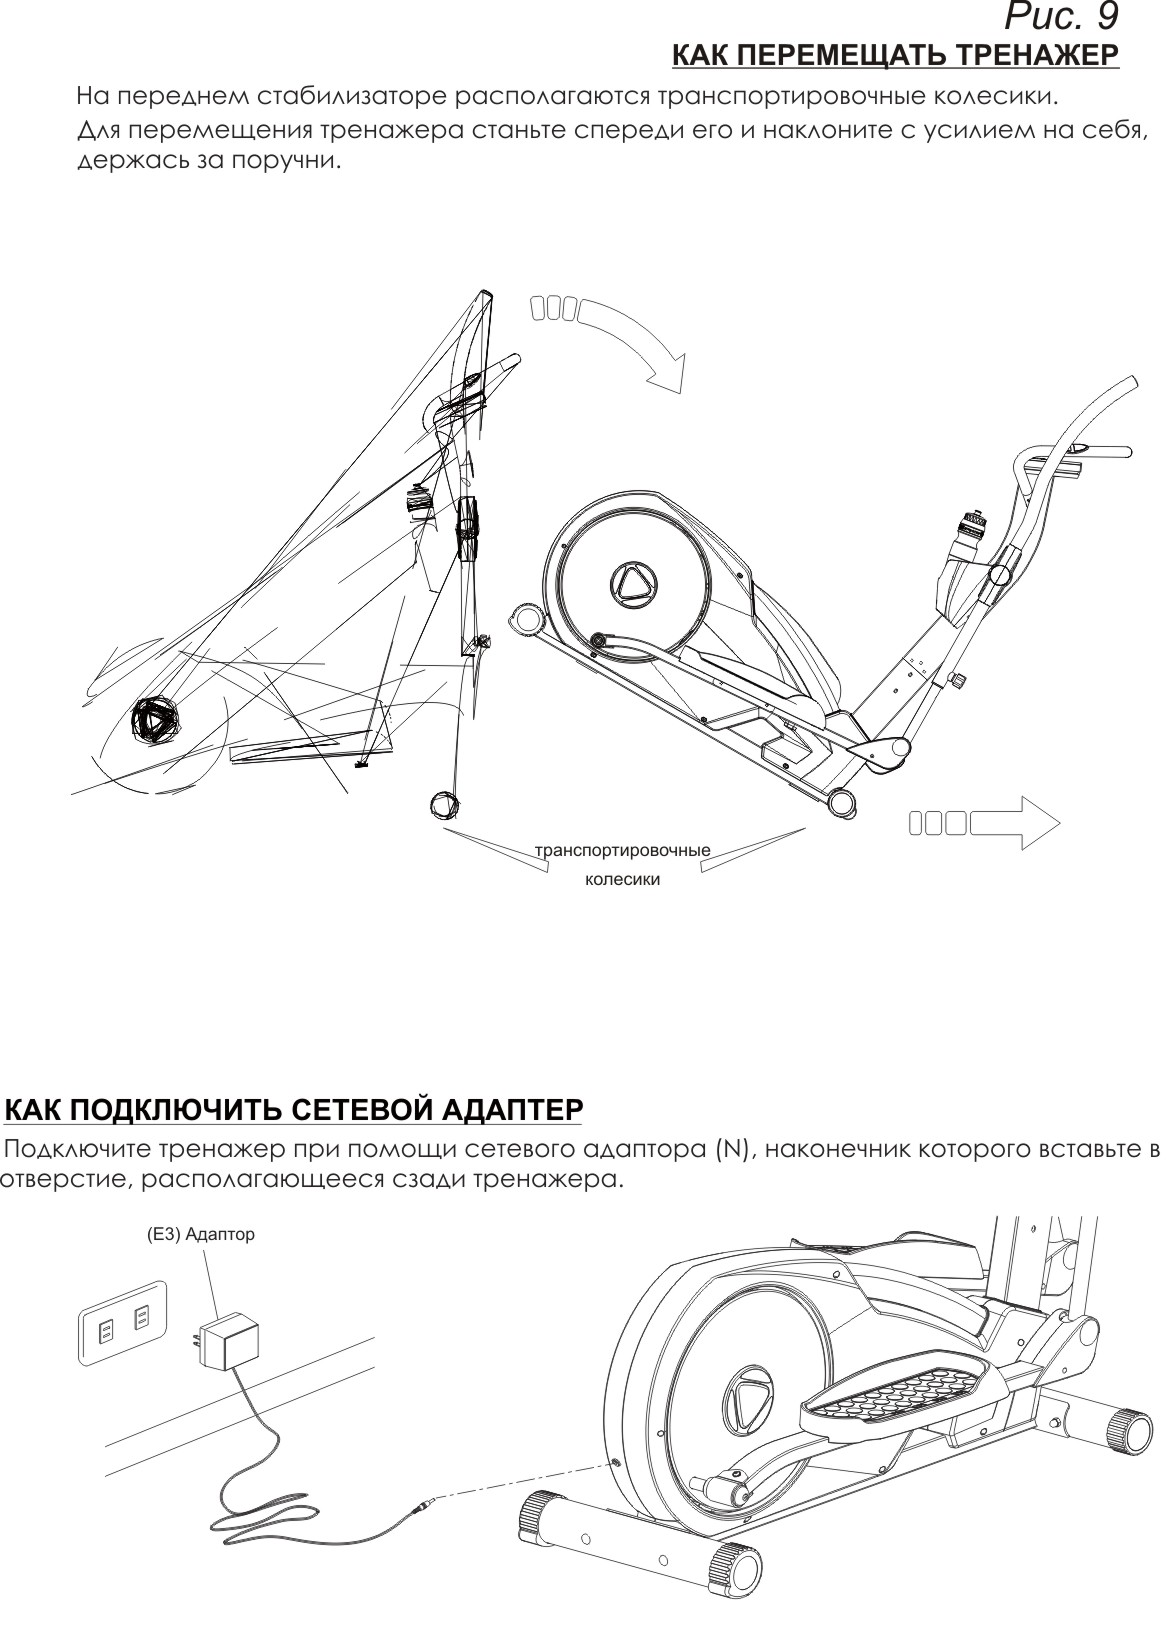 Рис. 9
КАК ПЕРЕМЕЩАТЬ ТРЕНАЖЕР
На переднем стабилизаторе располагаются транспортировочные колесики.
Для перемещения тренажера станьте спереди его и наклоните с усилием на себя,
держась за поручни.
транспортировочные
колесики
КАК ПОДКЛЮЧИТЬ СЕТЕВОЙ АДАПТЕР
Подключите тренажер при помощи сетевого адаптора (N), наконечник которого вставьте в
отверстие, располагающееся сзади тренажера.
(E3) Адаптор